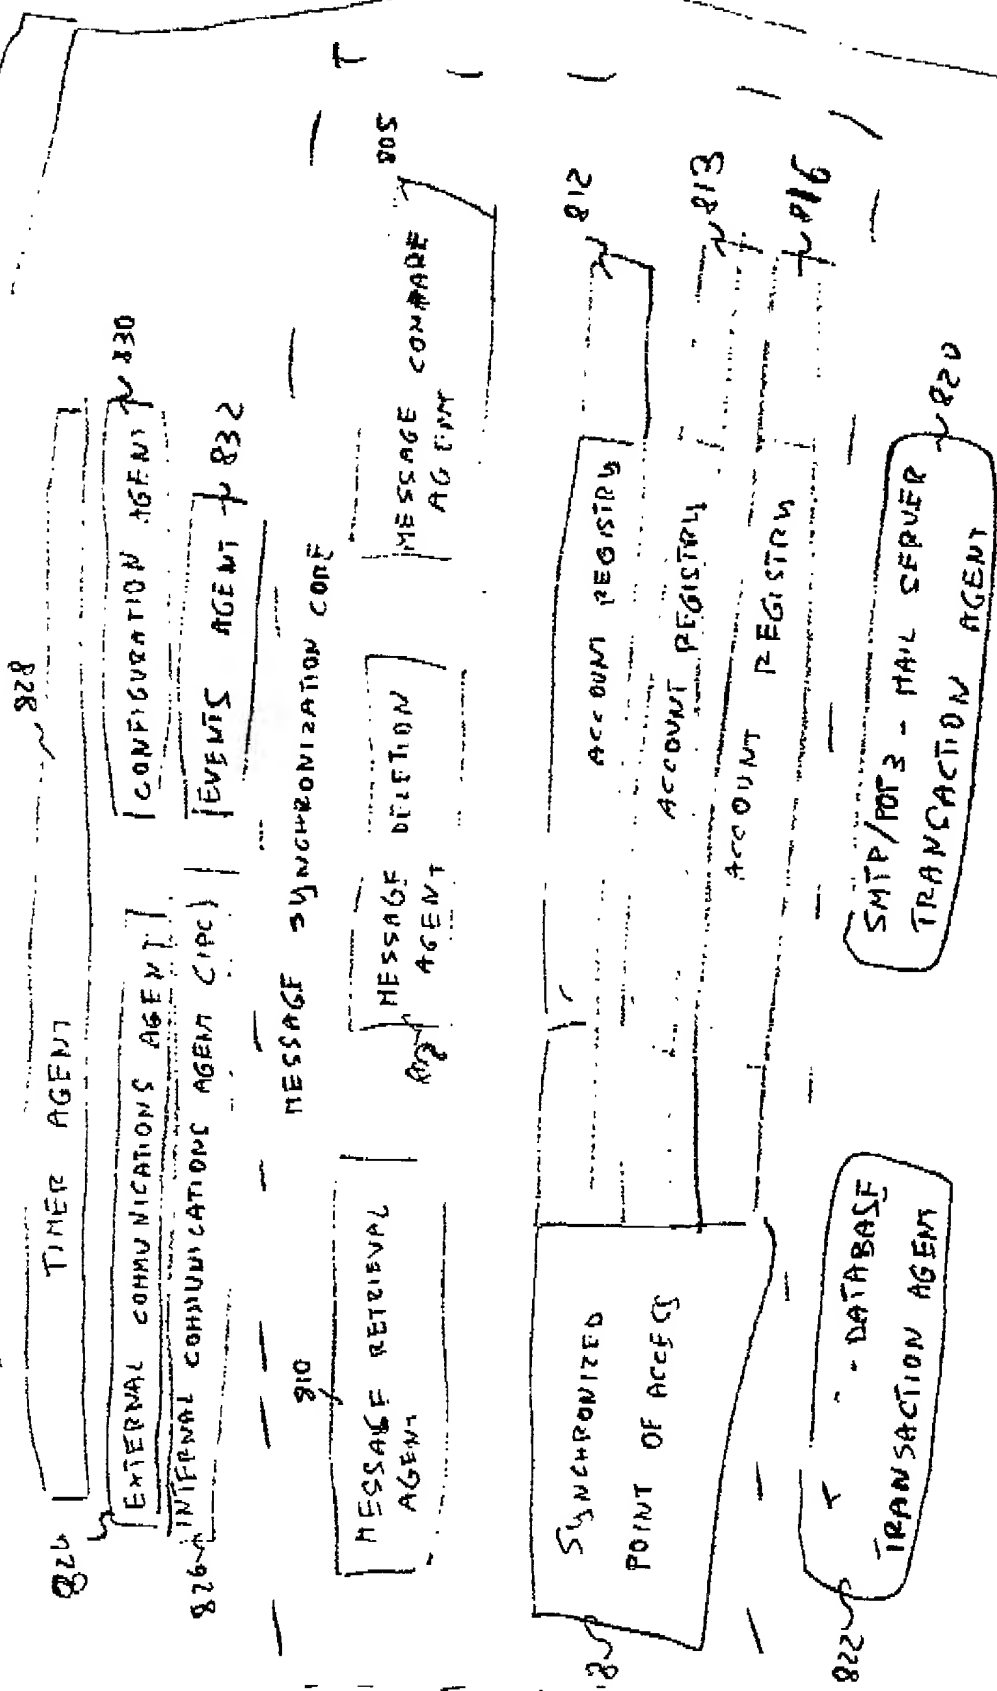 828
TIMER AGENT
824
EXTERNAL COMMUNICATIONS AGENT
CONFIGURATION AGENT
830
826
INTERNAL COMMUNICATIONS AGENT (IPC)
EVENTS AGENT
832
MESSAGE SYNCHRONIZATION CORE
810
MESSAGE RETRIEVAL
AGENT
MESSAGE DELETION
AGENT
MESSAGE COMPARE
AGENT
805
SYNCHRONIZED
POINT OF ACCESS
ACCOUNT REGISTRY
812
ACCOUNT REGISTRY
813
ACCOUNT REGISTRY
816
822
DATABASE
TRANSACTION AGENT
SMTP/POP3 - MAIL SERVER
TRANSACTION AGENT
820